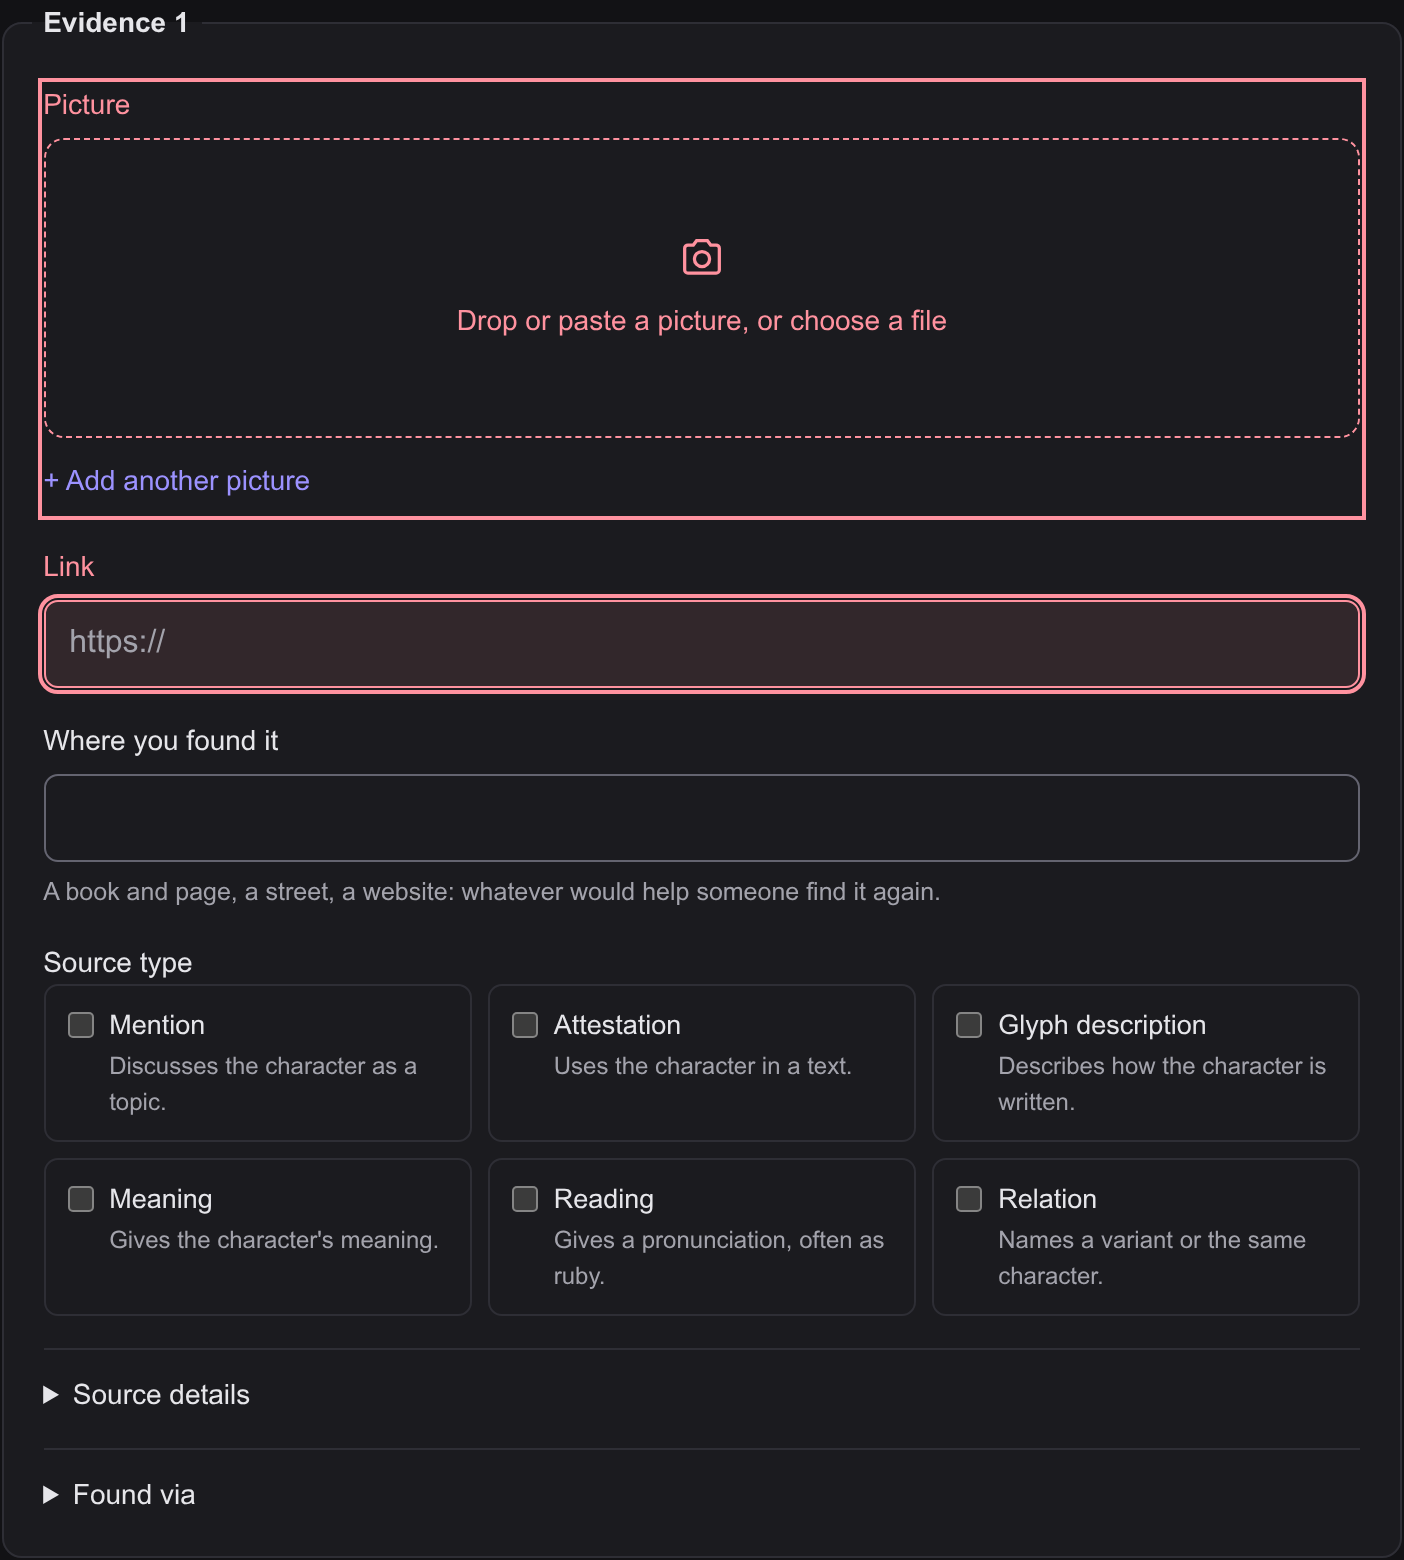 Evidence 1
Picture
Drop or paste a picture, or choose a file
+ Add another picture
Link
https://
Where you found it
A book and page, a street, a website: whatever would help someone find it again.
Source type
Mention
Discusses the character as a
topic.
Attestation
Uses the character in a text.
Glyph description
Describes how the character is
written.
Meaning
Gives the character's meaning.
Reading
Gives a pronunciation, often as
ruby.
Relation
Names a variant or the same
character.
Source details
Found via